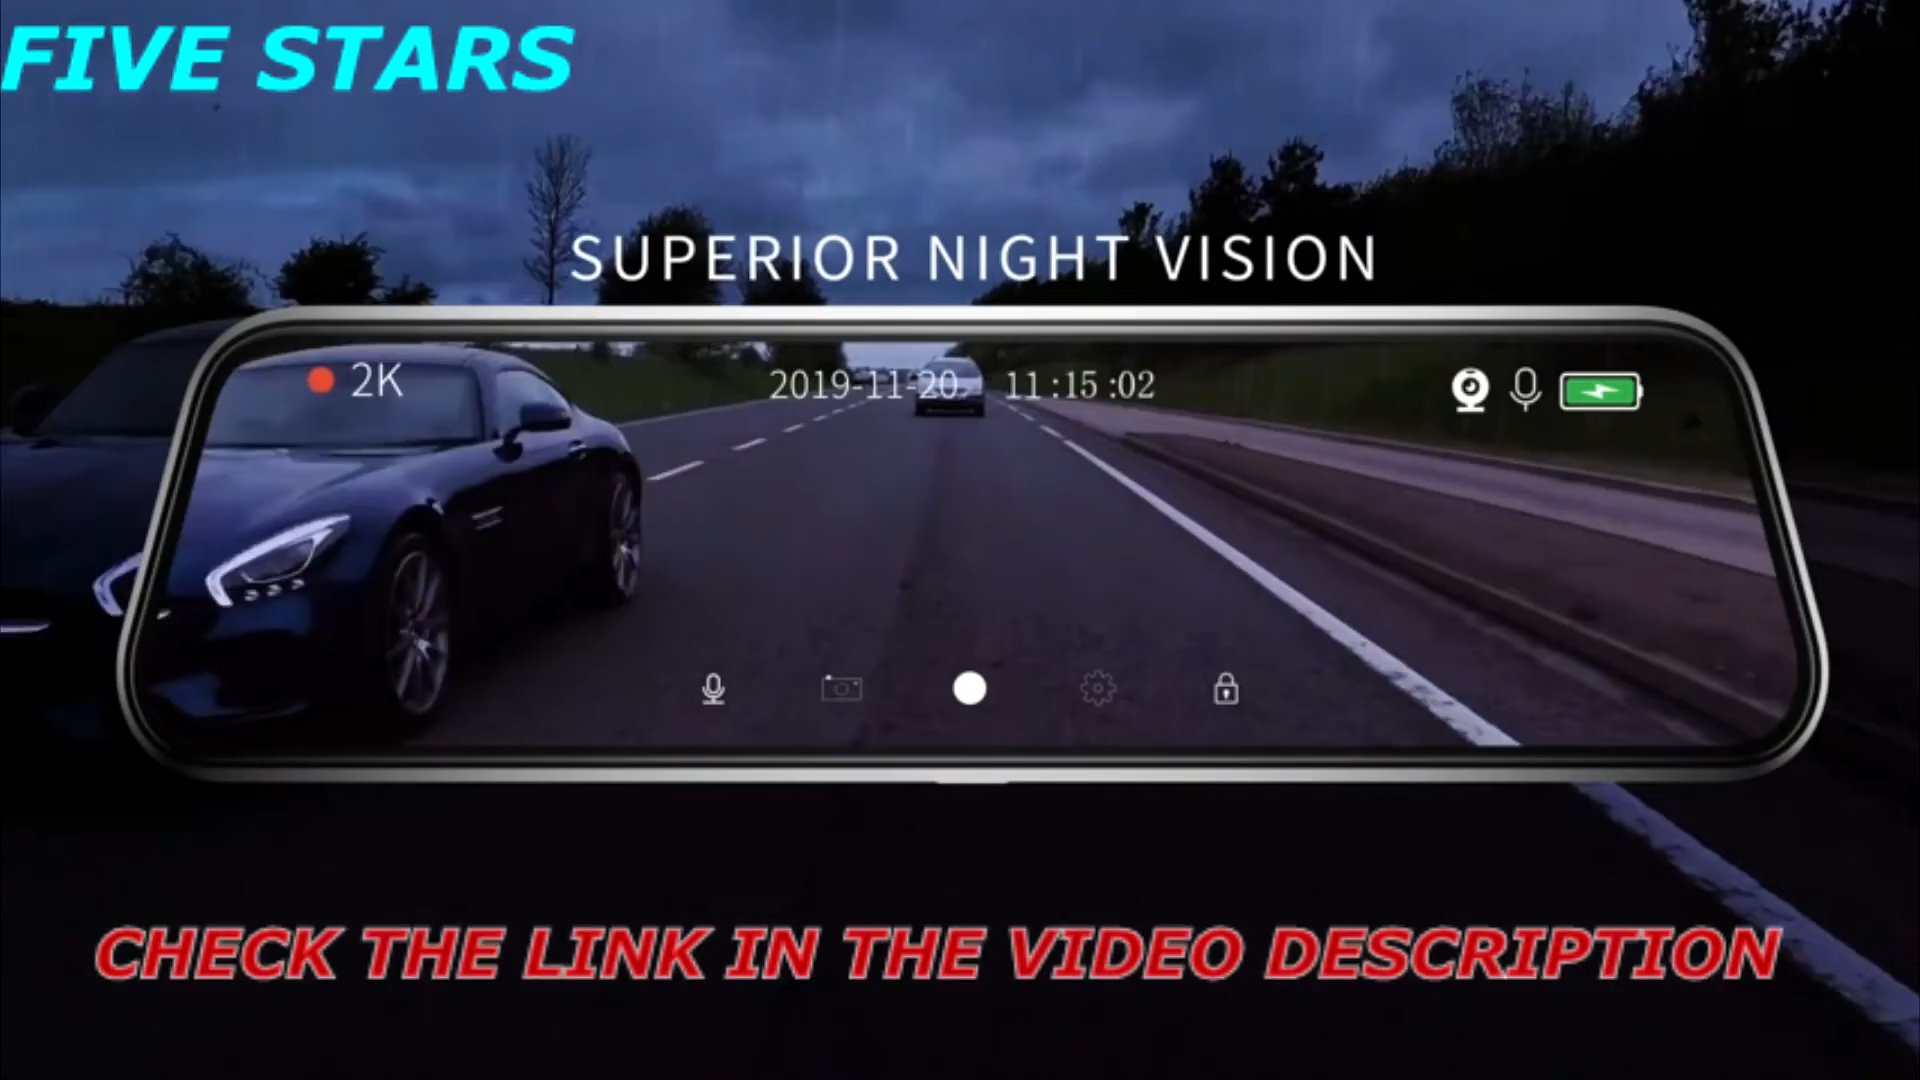 FIVE STARS
SUPERIOR NIGHT VISION
2K
2019-11-20 11:15:02
CHECK THE LINK IN THE VIDEO DESCRIPTION